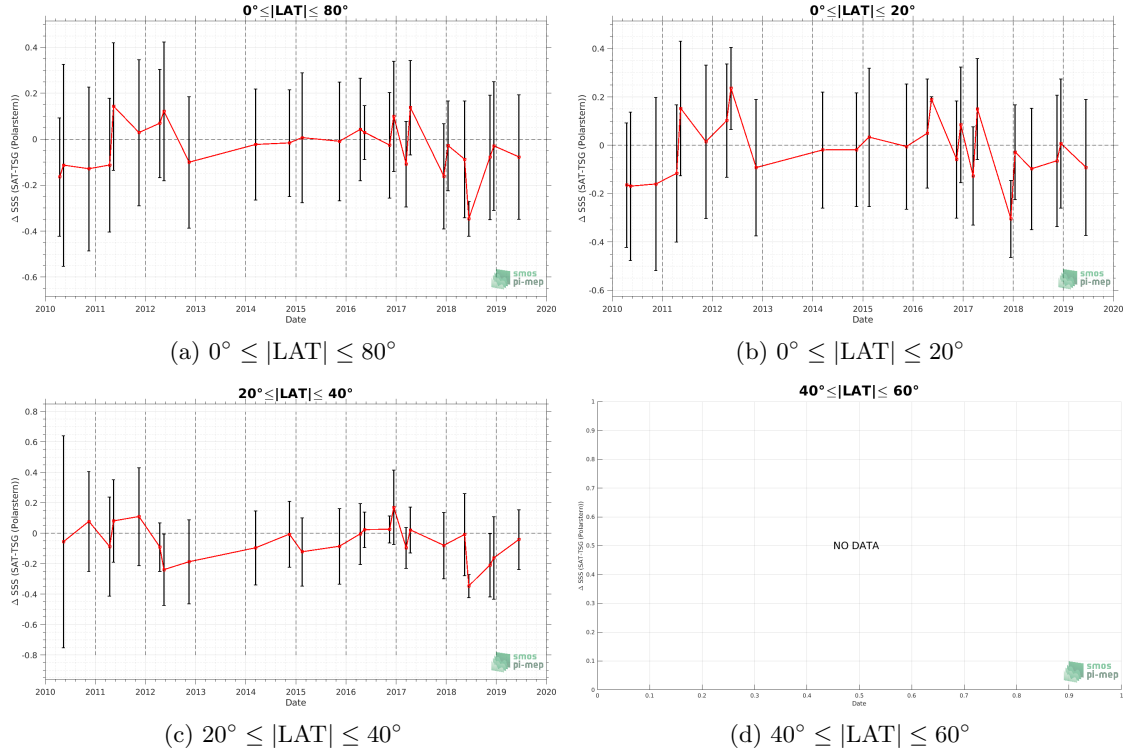 0°≤|LAT|≤ 80°
Δ SSS (SAT-TSG (Polarstern))
0.4
0.2
0
-0.2
-0.4
-0.6
2010 2011 2012 2013 2014 2015 2016 2017 2018 2019 2020
Date
smos
pi-mep
(a) 0° ≤ |LAT| ≤ 80°
0°≤|LAT|≤ 20°
Δ SSS (SAT-TSG (Polarstern))
0.4
0.2
0
-0.2
-0.4
-0.6
2010 2011 2012 2013 2014 2015 2016 2017 2018 2019 2020
Date
smos
pi-mep
(b) 0° ≤ |LAT| ≤ 20°
20°≤|LAT|≤ 40°
Δ SSS (SAT-TSG (Polarstern))
0.8
0.6
0.4
0.2
0
-0.2
-0.4
-0.6
-0.8
2010 2011 2012 2013 2014 2015 2016 2017 2018 2019 2020
Date
smos
pi-mep
(c) 20° ≤ |LAT| ≤ 40°
40°≤|LAT|≤ 60°
Δ SSS (SAT-TSG (Polarstern))
1
0.9
0.8
0.7
0.6
0.5
0.4
0.3
0.2
0.1
0
NO DATA
0 0.1 0.2 0.3 0.4 0.5 0.6 0.7 0.8 0.9 1
Date
smos
pi-mep
(d) 40° ≤ |LAT| ≤ 60°